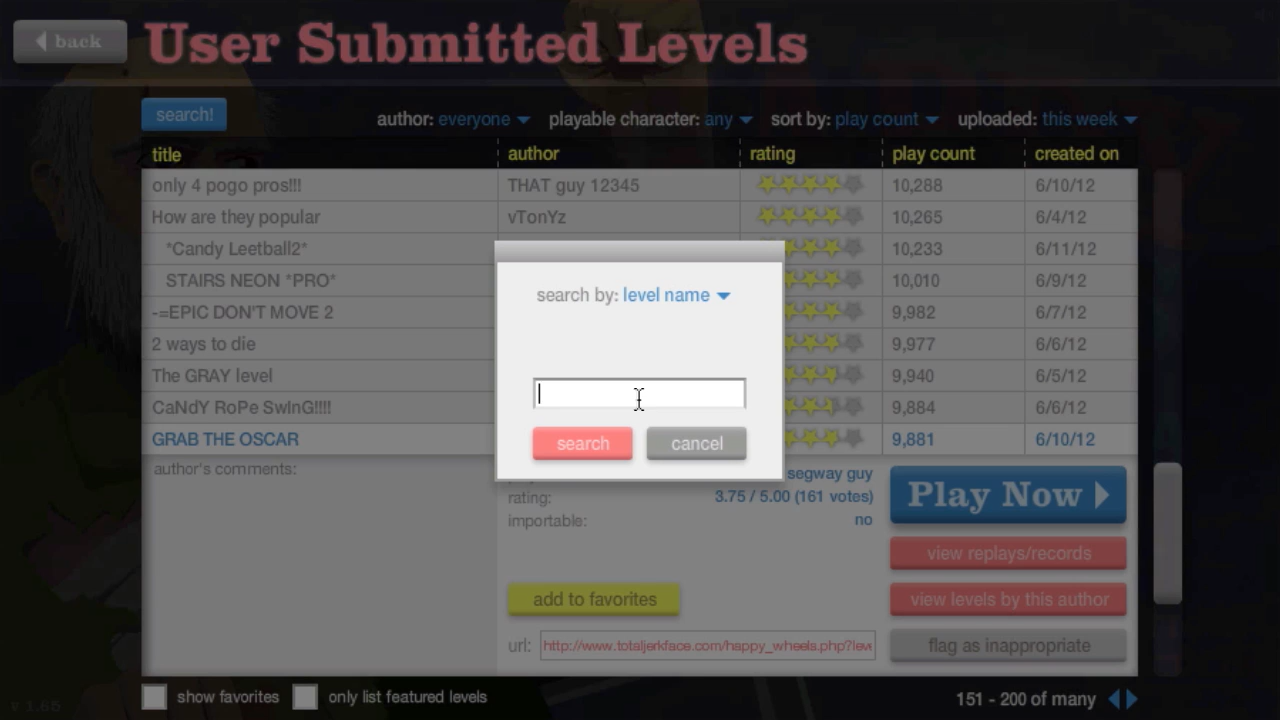 back
User Submitted Levels
search!
author: everyone
playable character: any
sort by: play count
uploaded: this week
title author rating play count created on
only 4 pogo pros!!! THAT guy 12345 10,288 6/10/12
How are they popular vTonYz 10,265 6/4/12
*Candy Leetball2* 10,233 6/11/12
STAIRS NEON *PRO* 10,010 6/9/12
-=EPIC DON'T MOVE 2 9,982 6/7/12
2 ways to die 9,977 6/6/12
The GRAY level 9,940 6/5/12
CaNdY RoPe SwInG!!!! 9,884 6/6/12
GRAB THE OSCAR 9,881 6/10/12
search by: level name
search
cancel
author's comments:
segway guy
rating: 3.75 / 5.00 (161 votes)
importable: no
add to favorites
url: http://www.totaljerkface.com/happy_wheels.php?lev
Play Now
view replays/records
view levels by this author
flag as inappropriate
show favorites
only list featured levels
151 - 200 of many
v 1.65